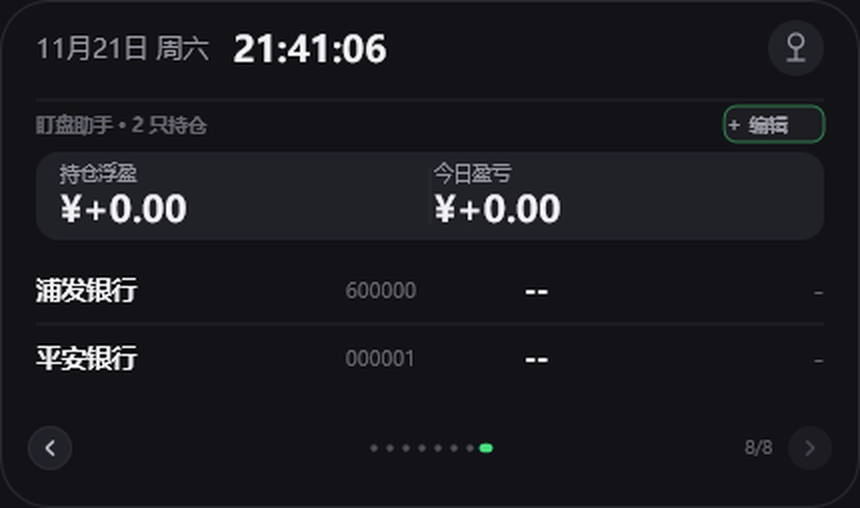 11月21日 周六 21:41:06
盯盘助手 • 2 只持仓 + 编辑
持仓浮盈 今日盈亏
¥+0.00 ¥+0.00
浦发银行 600000 -- -
平安银行 000001 -- -
8/8